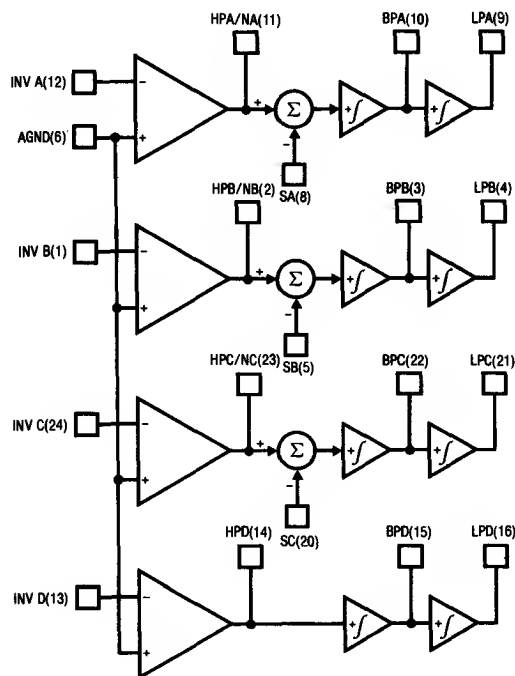 HPA/NA(11) BPA(10) LPA(9)
INV A(12) − + Σ +∫ +∫
AGND(6) + −
SA(8)
HPB/NB(2) BPB(3) LPB(4)
INV B(1) − + Σ +∫ +∫
+ −
SB(5)
HPC/NC(23) BPC(22) LPC(21)
INV C(24) − + Σ +∫ +∫
+ −
SC(20)
HPD(14) BPD(15) LPD(16)
INV D(13) − +∫ +∫
+